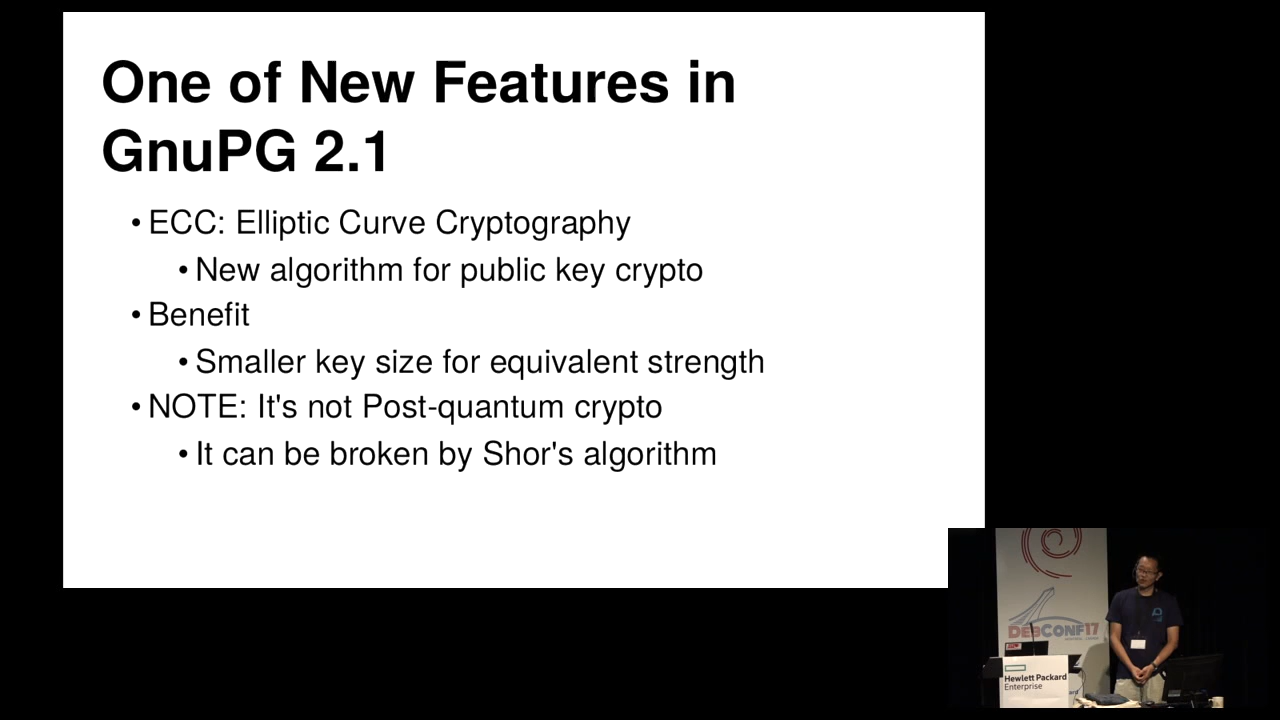 One of New Features in
GnuPG 2.1
• ECC: Elliptic Curve Cryptography
• New algorithm for public key crypto
• Benefit
• Smaller key size for equivalent strength
• NOTE: It's not Post-quantum crypto
• It can be broken by Shor's algorithm
DEBCONF17
Hewlett Packard
Enterprise